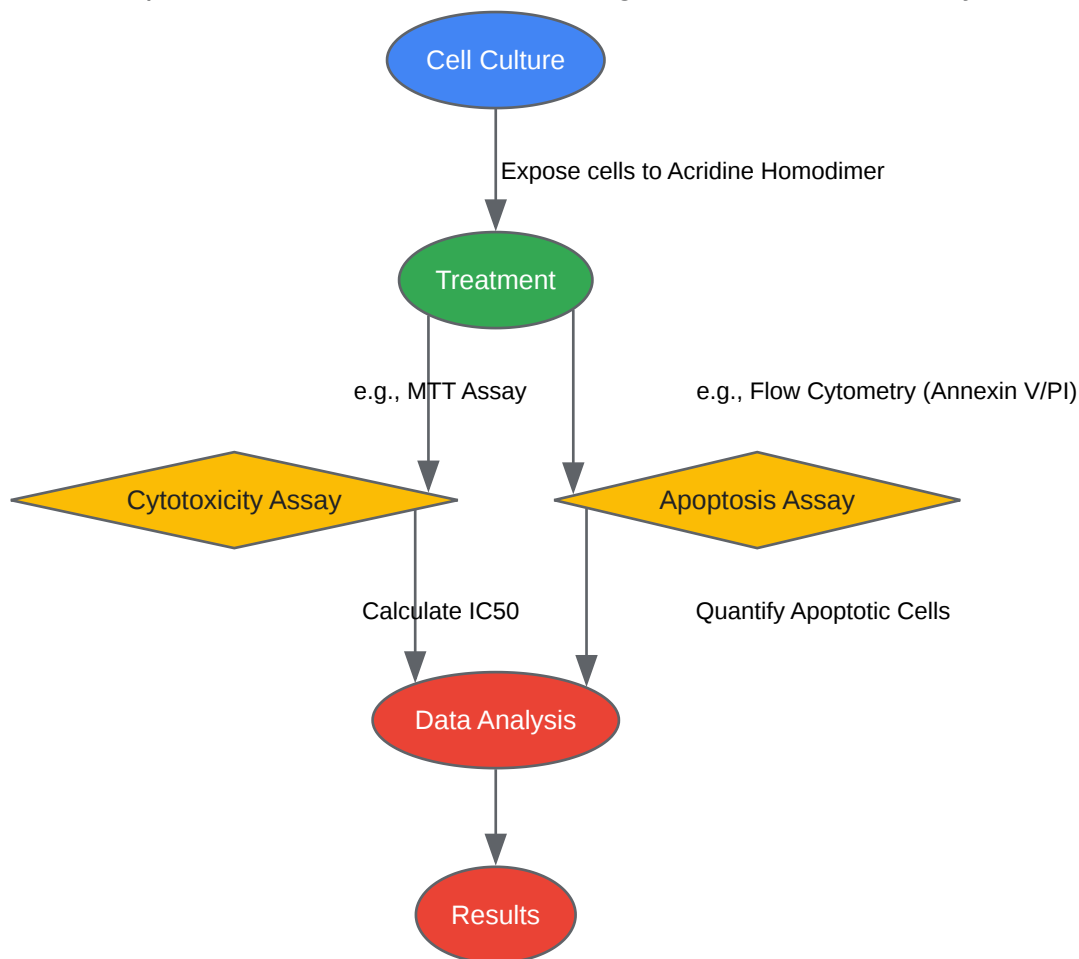 Cell Culture
Expose cells to Acridine Homodimer
Treatment
e.g., MTT Assay
e.g., Flow Cytometry (Annexin V/PI)
Cytotoxicity Assay
Apoptosis Assay
Calculate IC50
Quantify Apoptotic Cells
Data Analysis
Results